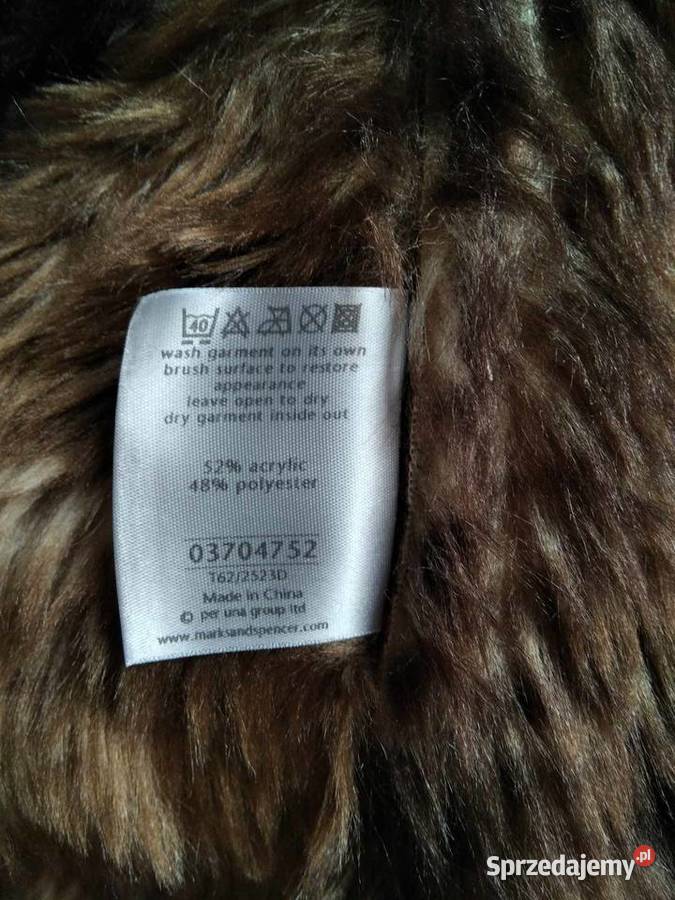 40
wash garment on its own
brush surface to restore
appearance
leave open to dry
dry garment inside out
52% acrylic
48% polyester
03704752
T62/2523D
Made in China
© per una group ltd
www.marksandspencer.com
Sprzedajemy.pl